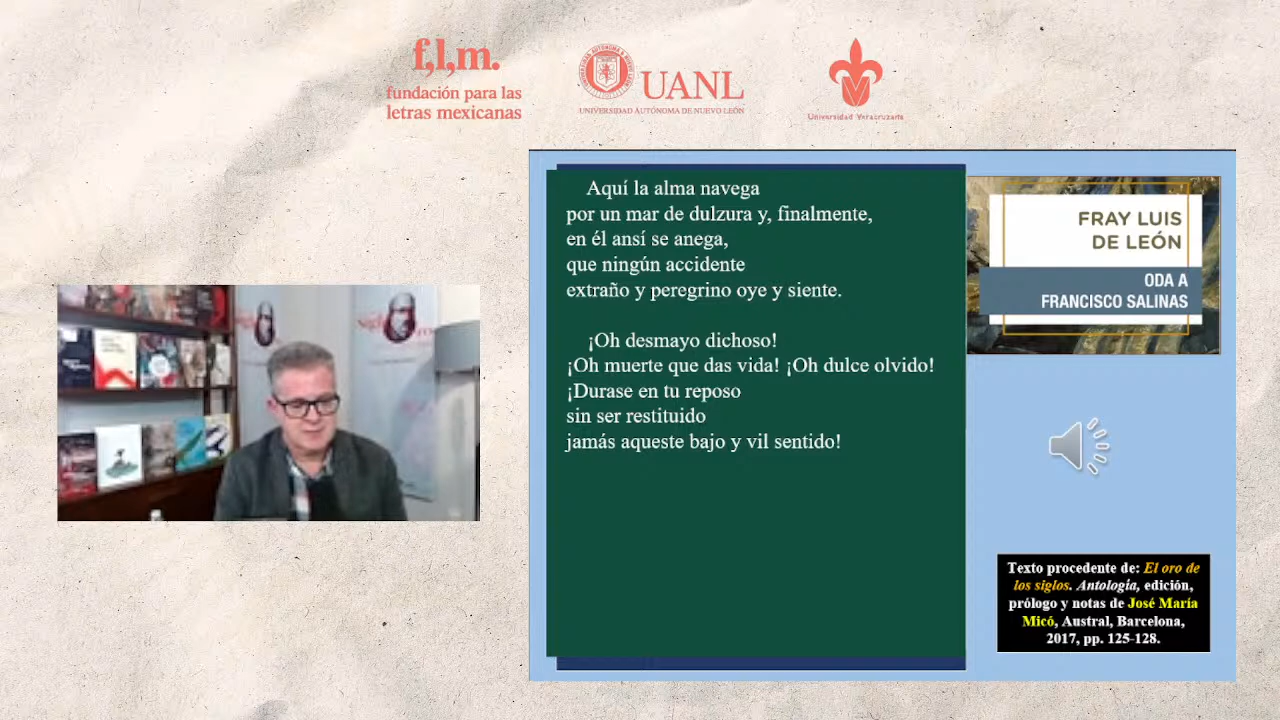 f,l,m.
fundación para las
letras mexicanas
UANL
UNIVERSIDAD AUTÓNOMA DE NUEVO LEÓN
Universidad Veracruzana
Aquí la alma navega
por un mar de dulzura y, finalmente,
en él ansí se anega,
que ningún accidente
extraño y peregrino oye y siente.
¡Oh desmayo dichoso!
¡Oh muerte que das vida! ¡Oh dulce olvido!
¡Durase en tu reposo
sin ser restituido
jamás aqueste bajo y vil sentido!
FRAY LUIS
DE LEÓN
ODA A
FRANCISCO SALINAS
Texto procedente de: El oro de
los siglos. Antología, edición,
prólogo y notas de José María
Micó, Austral, Barcelona,
2017, pp. 125-128.